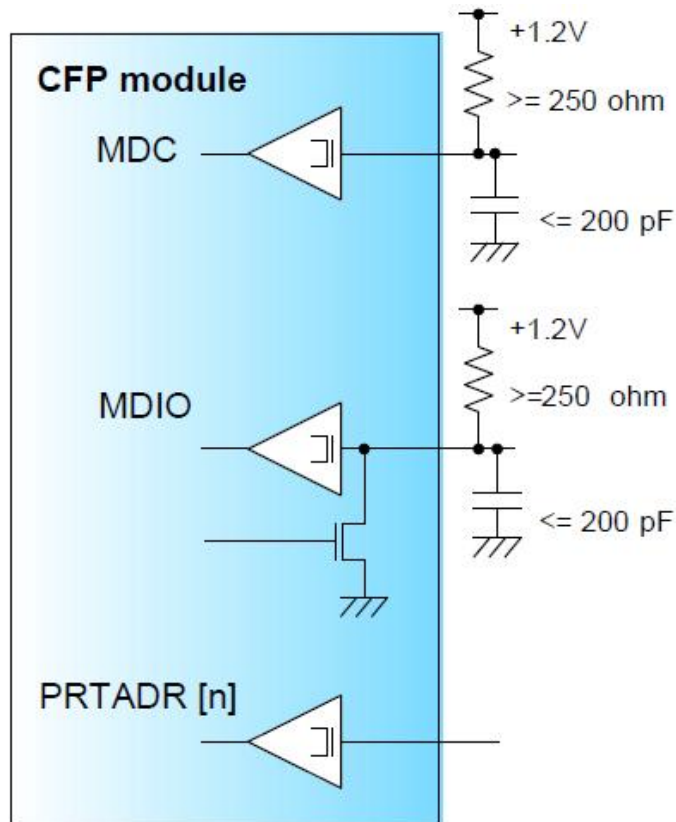 +1.2V
CFP module
>= 250 ohm
MDC
<= 200 pF
+1.2V
MDIO
>=250 ohm
<= 200 pF
PRTADR [n]